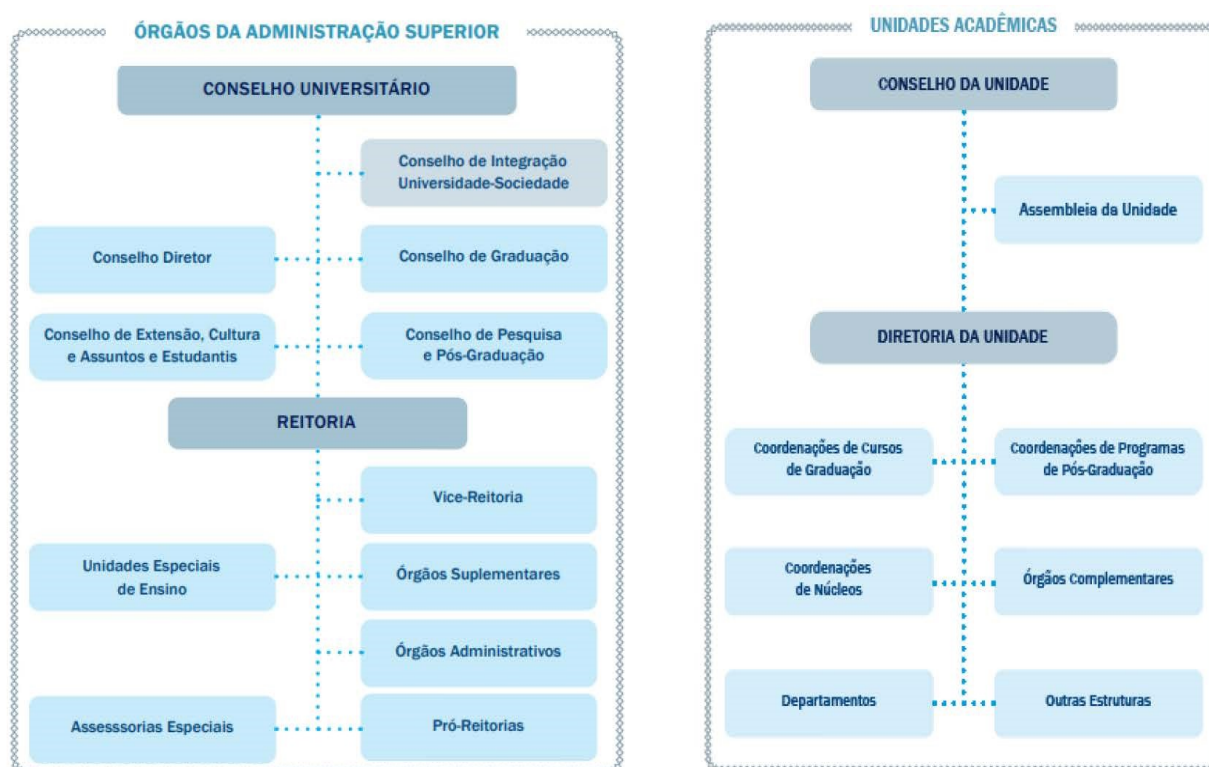 ÓRGÃOS DA ADMINISTRAÇÃO SUPERIOR
CONSELHO UNIVERSITÁRIO
Conselho de Integração
Universidade-Sociedade
Conselho Diretor
Conselho de Graduação
Conselho de Extensão, Cultura
e Assuntos e Estudantis
Conselho de Pesquisa
e Pós-Graduação
REITORIA
Vice-Reitoria
Unidades Especiais
de Ensino
Órgãos Suplementares
Órgãos Administrativos
Assesssorias Especiais
Pró-Reitorias
UNIDADES ACADÊMICAS
CONSELHO DA UNIDADE
Assembleia da Unidade
DIRETORIA DA UNIDADE
Coordenações de Cursos
de Graduação
Coordenações de Programas
de Pós-Graduação
Coordenações
de Núcleos
Órgãos Complementares
Departamentos
Outras Estruturas